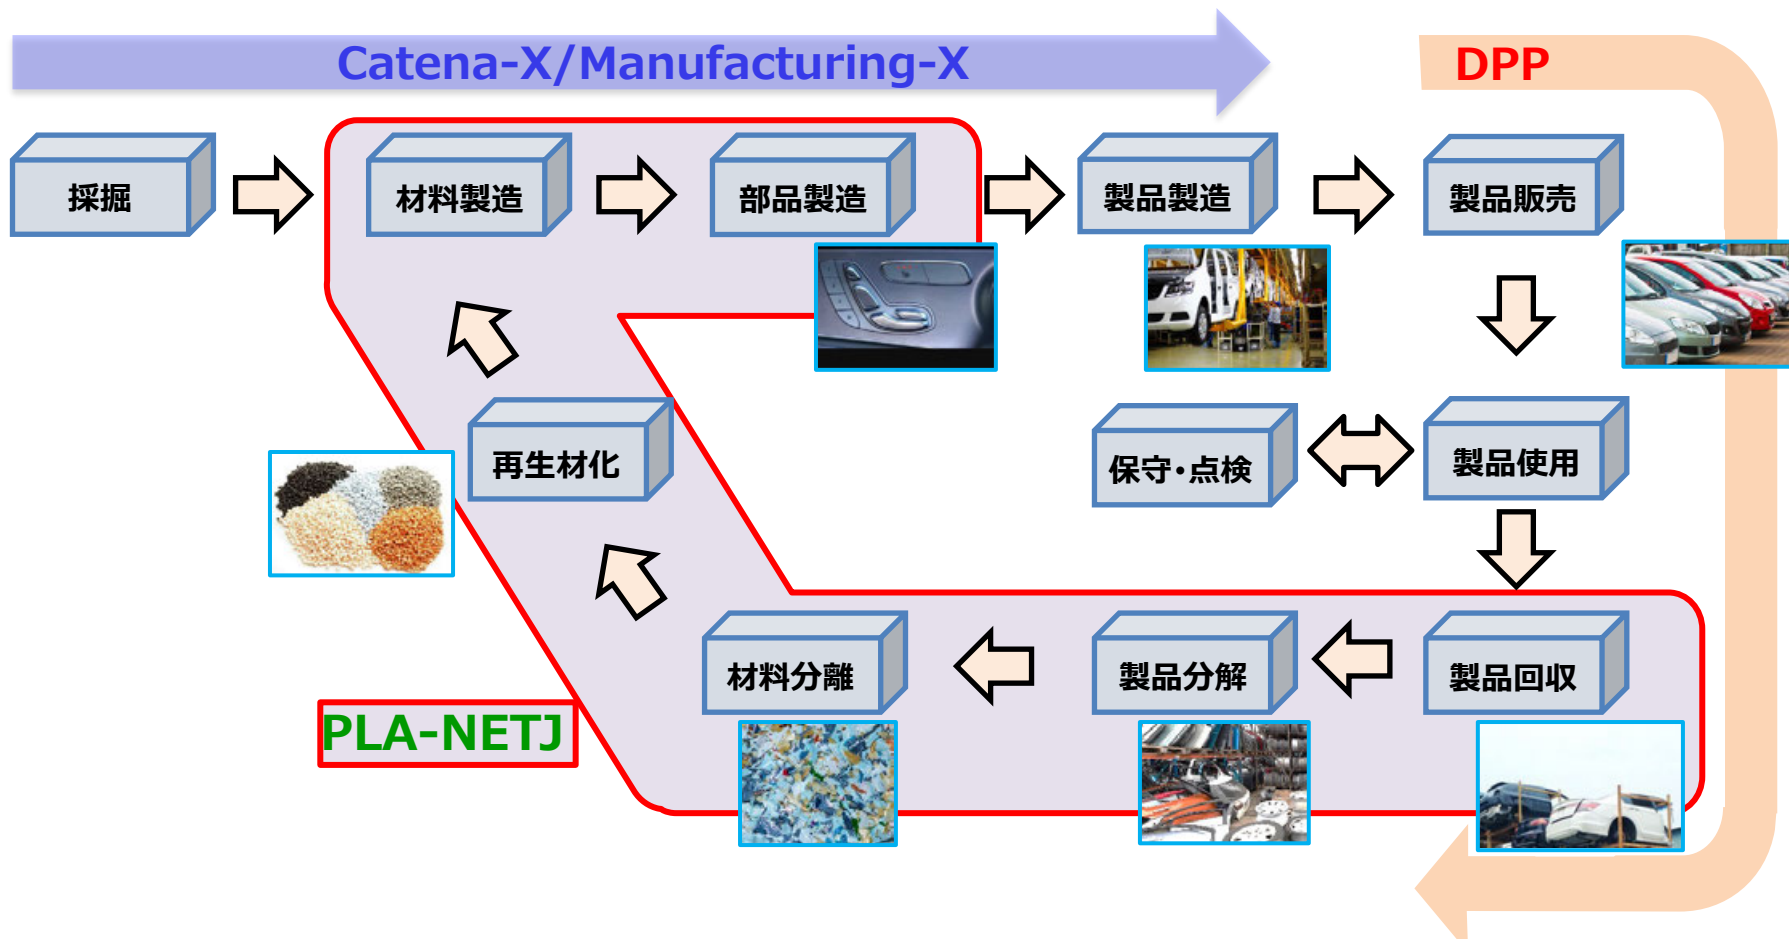 Catena-X/Manufacturing-X
DPP
採掘
材料製造
部品製造
製品製造
製品販売
再生材化
保守・点検
製品使用
材料分離
製品分解
製品回収
PLA-NETJ